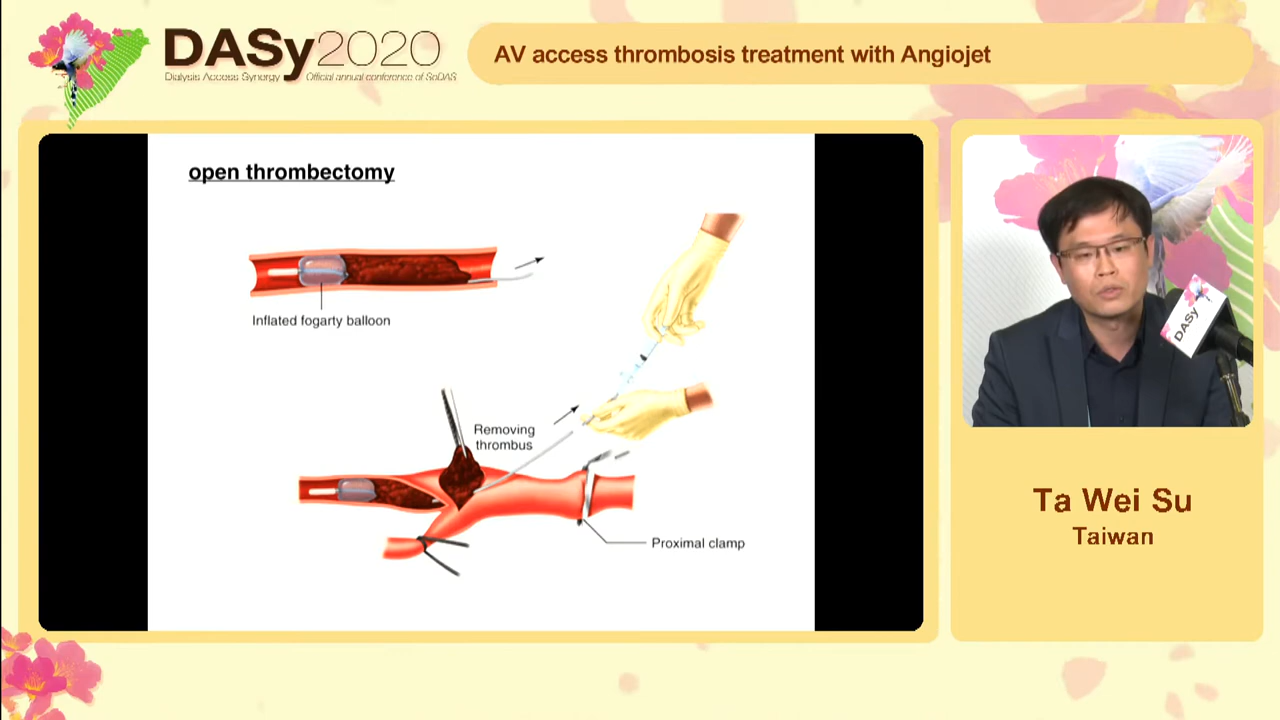 DASy2020
Dialysis Access Synergy Official annual conference of SoDAS
AV access thrombosis treatment with Angiojet
open thrombectomy
Inflated fogarty balloon
Removing
thrombus
Proximal clamp
DASy
Ta Wei Su
Taiwan